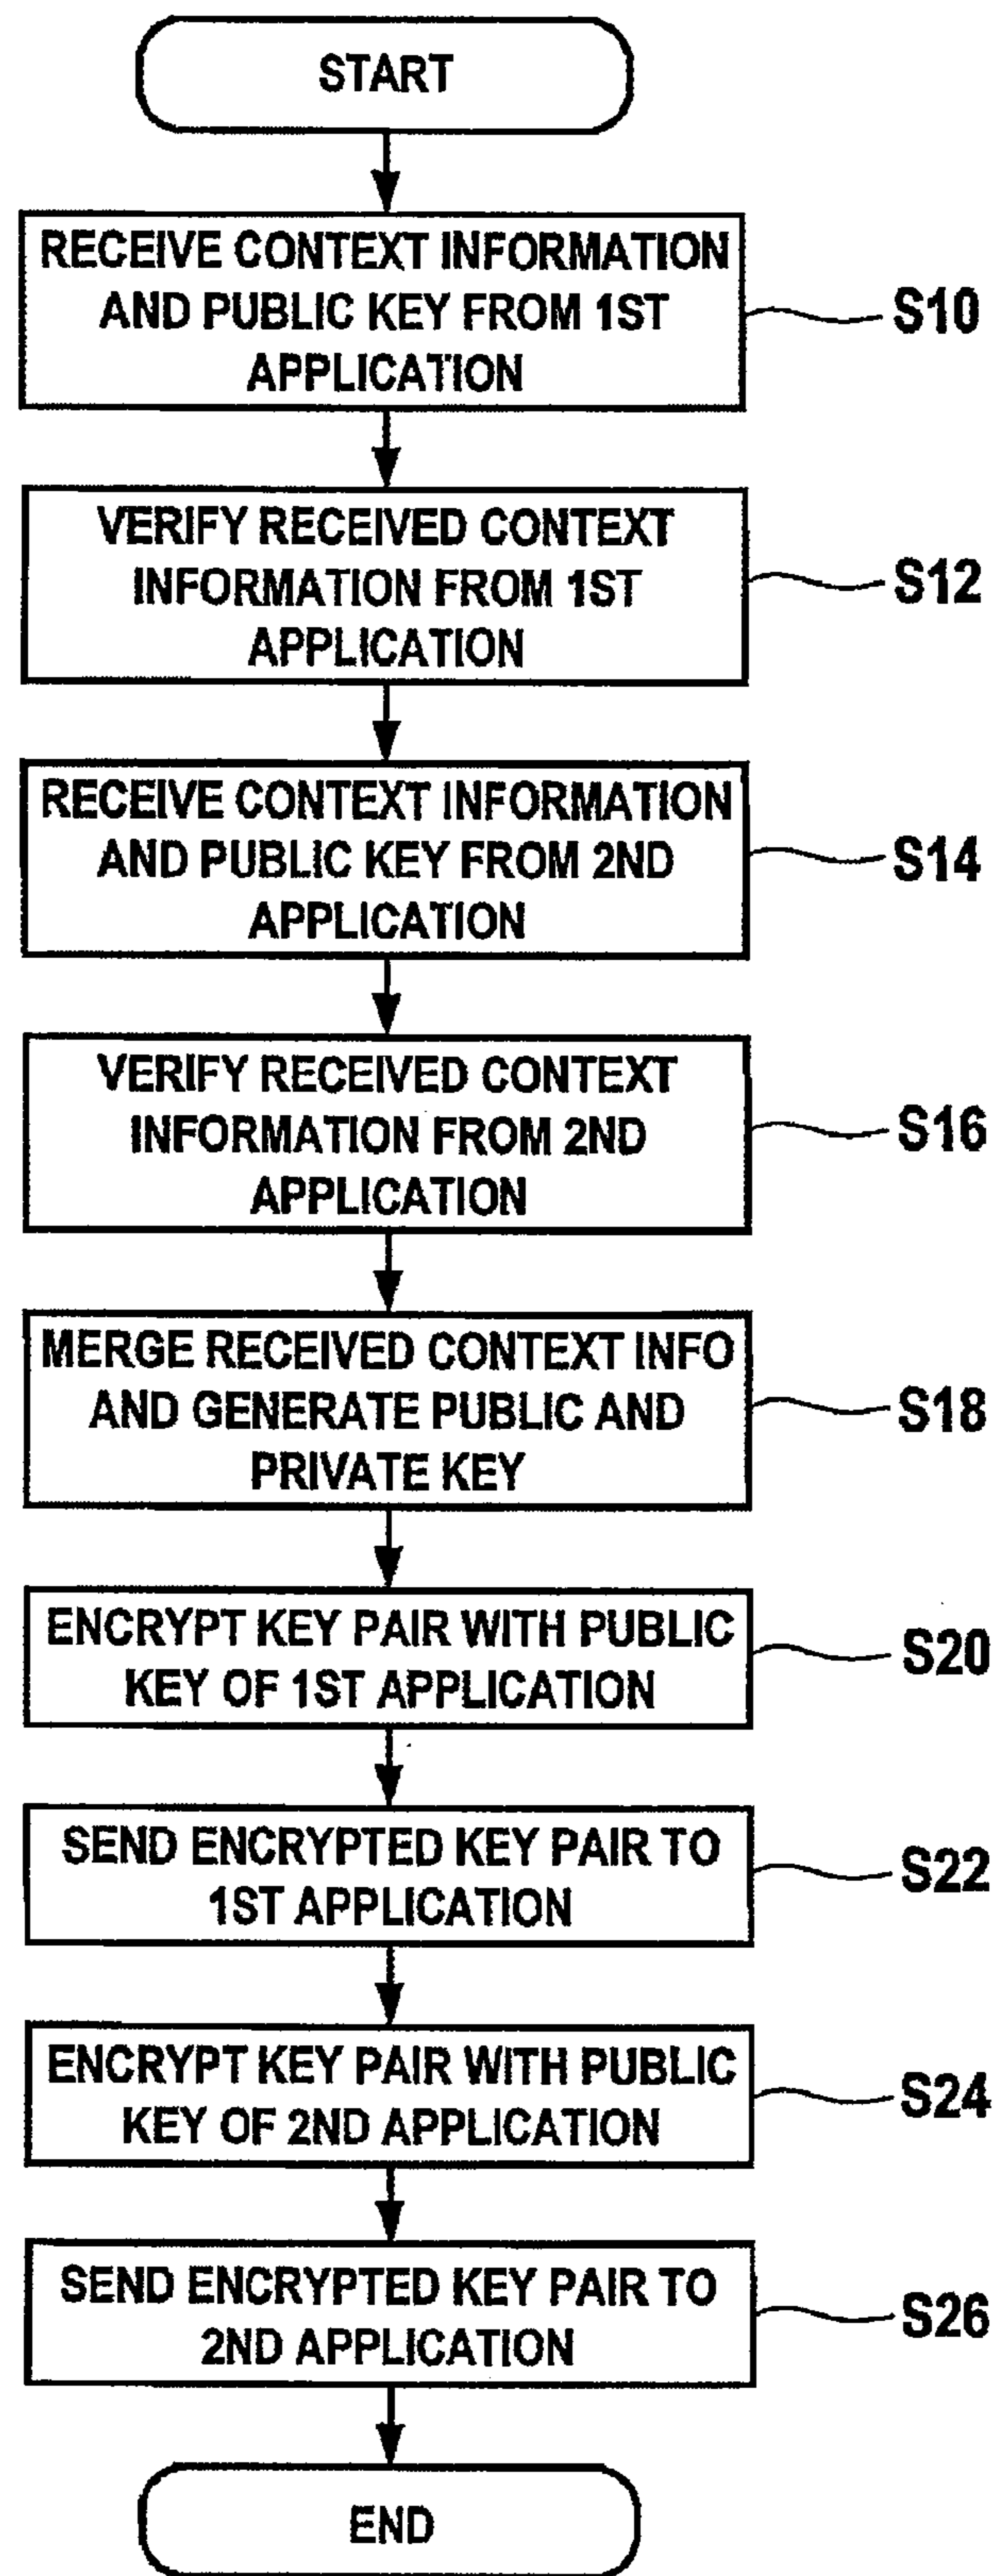 START
RECEIVE CONTEXT INFORMATION
AND PUBLIC KEY FROM 1ST
APPLICATION
S10
VERIFY RECEIVED CONTEXT
INFORMATION FROM 1ST
APPLICATION
S12
RECEIVE CONTEXT INFORMATION
AND PUBLIC KEY FROM 2ND
APPLICATION
S14
VERIFY RECEIVED CONTEXT
INFORMATION FROM 2ND
APPLICATION
S16
MERGE RECEIVED CONTEXT INFO
AND GENERATE PUBLIC AND
PRIVATE KEY
S18
ENCRYPT KEY PAIR WITH PUBLIC
KEY OF 1ST APPLICATION
S20
SEND ENCRYPTED KEY PAIR TO
1ST APPLICATION
S22
ENCRYPT KEY PAIR WITH PUBLIC
KEY OF 2ND APPLICATION
S24
SEND ENCRYPTED KEY PAIR TO
2ND APPLICATION
S26
END